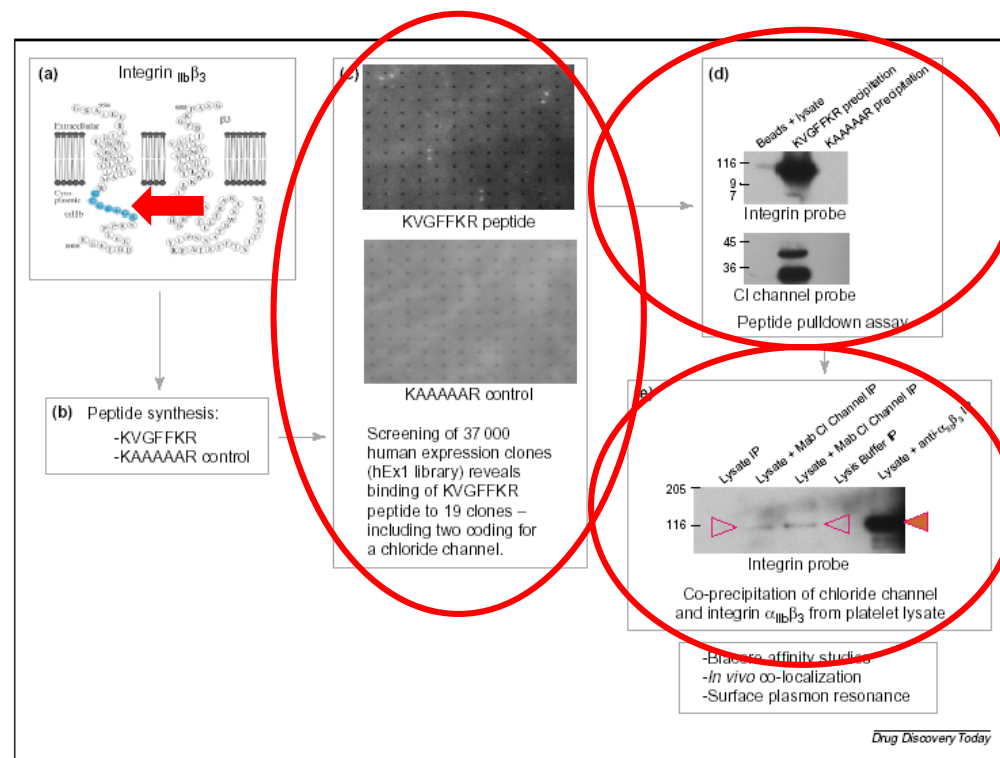 (a)
Integrin IIbβ3
β3
Extracellular
Cyto-
plasmic
αIIb
(b) Peptide synthesis:
-KVGFFKR
-KAAAAAR control
KVGFFKR peptide
KAAAAAR control
Screening of 37 000
human expression clones
(hEx1 library) reveals
binding of KVGFFKR
peptide to 19 clones –
including two coding for
a chloride channel.
(d)
Beads + lysate
KVGFFKR precipitation
KAAAAAR precipitation
116
9
7
Integrin probe
45
36
Cl channel probe
Peptide pulldown assay
Lysate IP
Lysate + Mab Cl Channel IP
Lysate + Mab Cl Channel IP
Lysis Buffer IP
Lysate + anti-αIIbβ3 IP
205
116
Integrin probe
Co-precipitation of chloride channel
and integrin αIIbβ3 from platelet lysate
-Biacore affinity studies
-In vivo co-localization
-Surface plasmon resonance
Drug Discovery Today